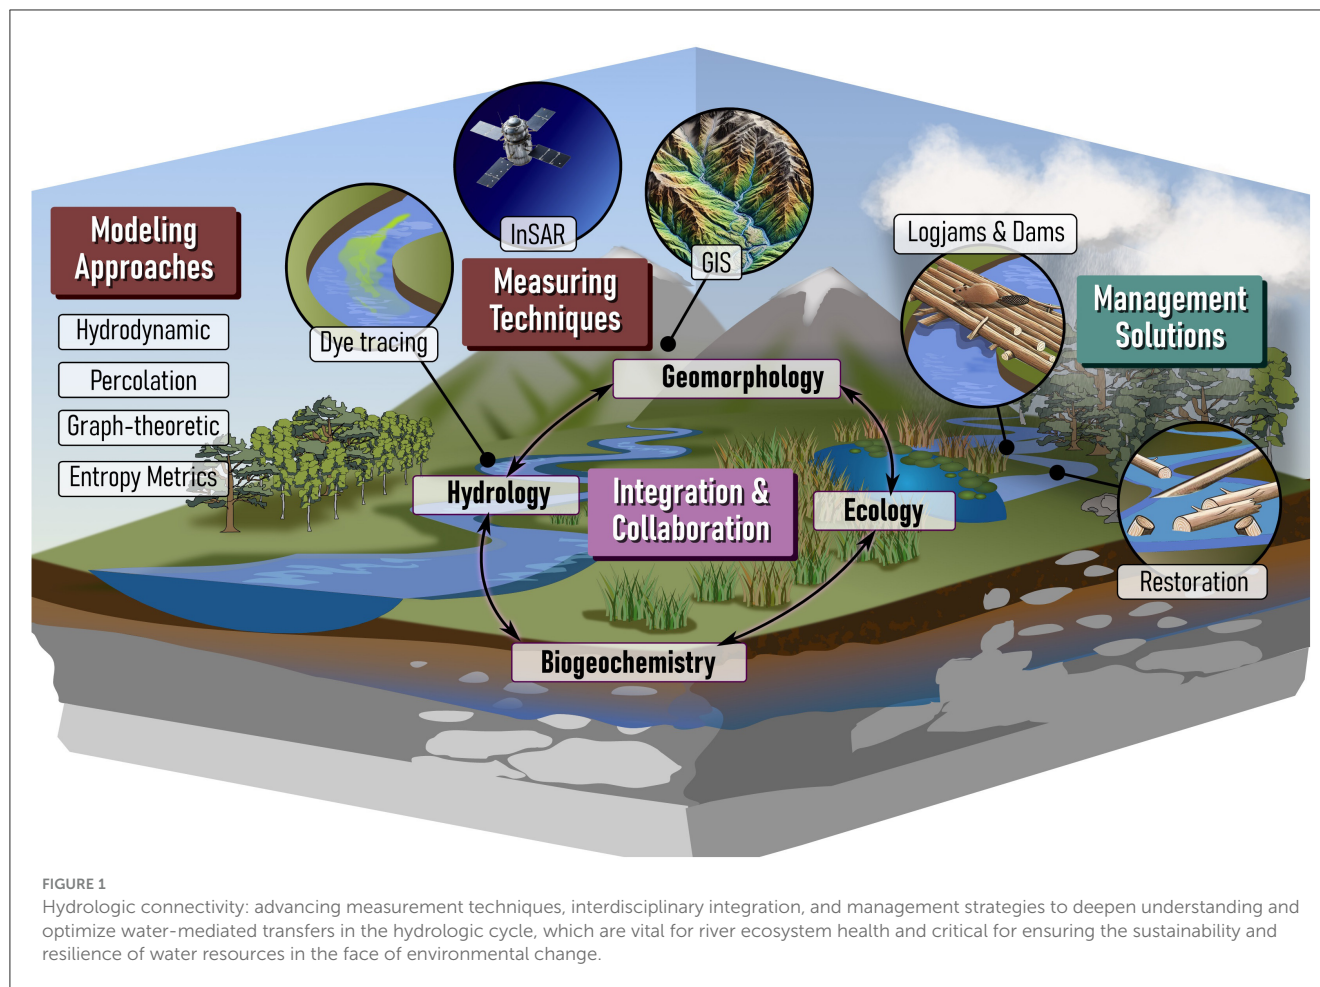 Modeling
Approaches
Hydrodynamic
Percolation
Graph-theoretic
Entropy Metrics
Dye tracing
InSAR
Measuring
Techniques
GIS
Logjams & Dams
Management
Solutions
Restoration
Geomorphology
Hydrology
Integration &
Collaboration
Ecology
Biogeochemistry
FIGURE 1
Hydrologic connectivity: advancing measurement techniques, interdisciplinary integration, and management strategies to deepen understanding and
optimize water-mediated transfers in the hydrologic cycle, which are vital for river ecosystem health and critical for ensuring the sustainability and
resilience of water resources in the face of environmental change.